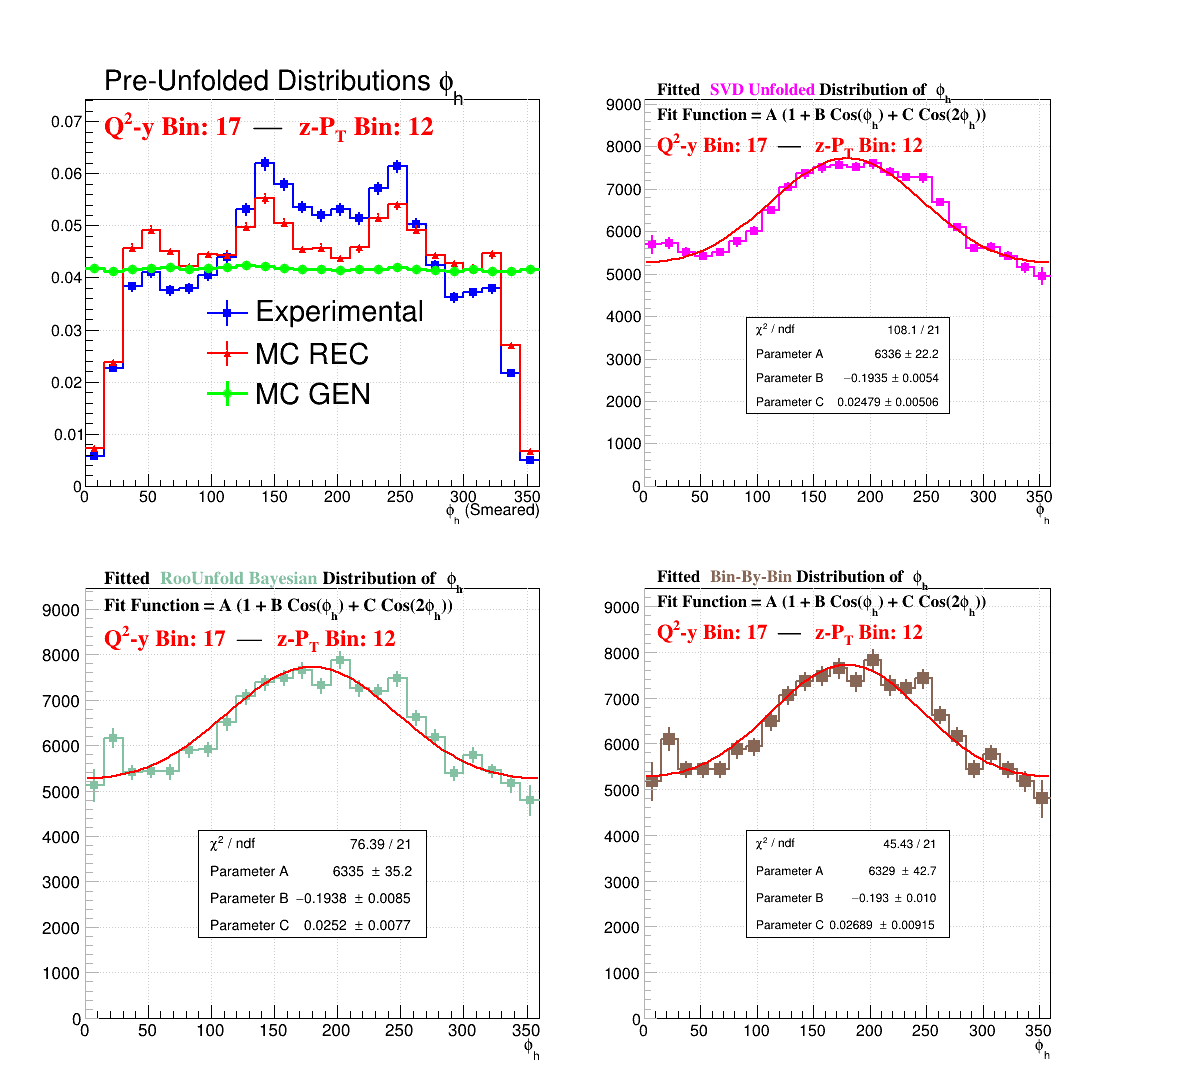 Pre-Unfolded Distributions ϕh
Q²-y Bin: 17 — z-PT Bin: 12
0.07
0.06
0.05
0.04
0.03
0.02
0.01
0
Experimental
MC REC
MC GEN
0 50 100 150 200 250 300 350
ϕh (Smeared)
Fitted SVD Unfolded Distribution of ϕh
Fit Function = A (1 + B Cos(ϕh) + C Cos(2ϕh))
Q²-y Bin: 17 — z-PT Bin: 12
9000
8000
7000
6000
5000
4000
3000
2000
1000
0
χ² / ndf 108.1 / 21
Parameter A 6336 ± 22.2
Parameter B −0.1935 ± 0.0054
Parameter C 0.02479 ± 0.00506
0 50 100 150 200 250 300 350
ϕh
Fitted RooUnfold Bayesian Distribution of ϕh
Fit Function = A (1 + B Cos(ϕh) + C Cos(2ϕh))
Q²-y Bin: 17 — z-PT Bin: 12
9000
8000
7000
6000
5000
4000
3000
2000
1000
0
χ² / ndf 76.39 / 21
Parameter A 6335 ± 35.2
Parameter B −0.1938 ± 0.0085
Parameter C 0.0252 ± 0.0077
0 50 100 150 200 250 300 350
ϕh
Fitted Bin-By-Bin Distribution of ϕh
Fit Function = A (1 + B Cos(ϕh) + C Cos(2ϕh))
Q²-y Bin: 17 — z-PT Bin: 12
9000
8000
7000
6000
5000
4000
3000
2000
1000
0
χ² / ndf 45.43 / 21
Parameter A 6329 ± 42.7
Parameter B −0.193 ± 0.010
Parameter C 0.02689 ± 0.00915
0 50 100 150 200 250 300 350
ϕh